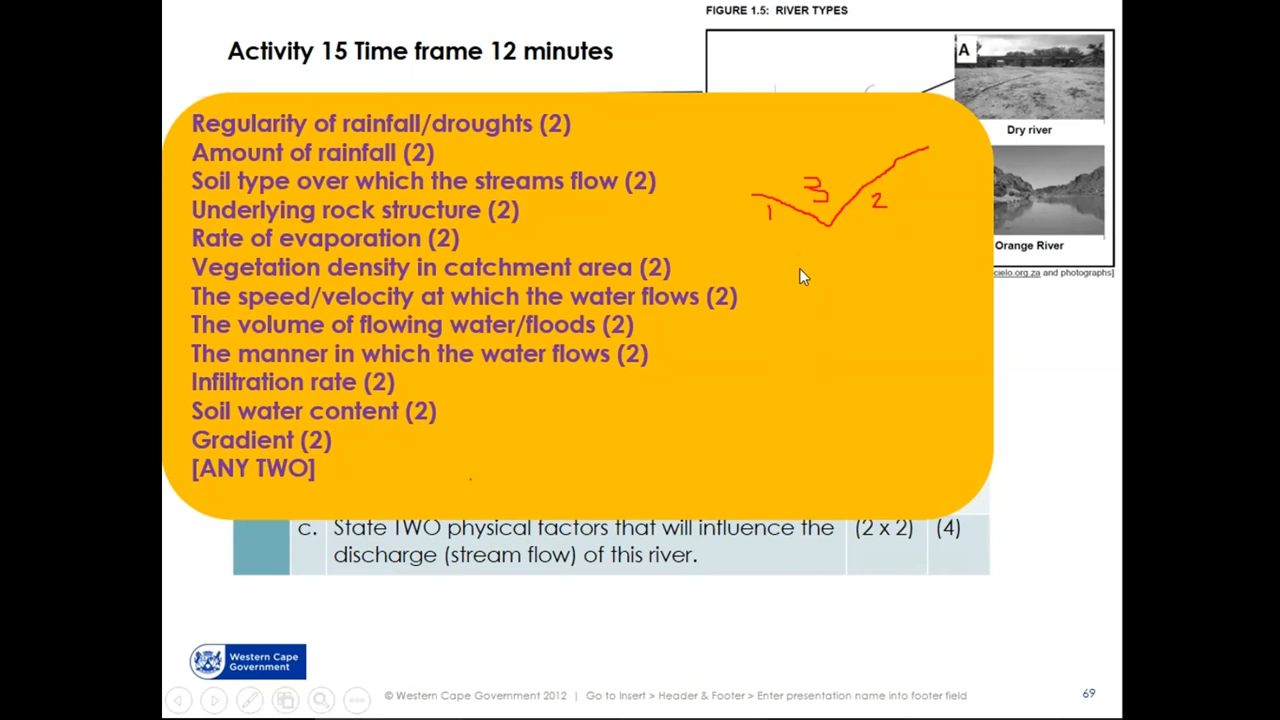 FIGURE 1.5: RIVER TYPES
Activity 15 Time frame 12 minutes
A
Dry river
Orange River
cielo.org.za and photographs]
Regularity of rainfall/droughts (2)
Amount of rainfall (2)
Soil type over which the streams flow (2)
Underlying rock structure (2)
Rate of evaporation (2)
Vegetation density in catchment area (2)
The speed/velocity at which the water flows (2)
The volume of flowing water/floods (2)
The manner in which the water flows (2)
Infiltration rate (2)
Soil water content (2)
Gradient (2)
[ANY TWO]
1 3 2
c. State TWO physical factors that will influence the (2 x 2) (4)
discharge (stream flow) of this river.
Western Cape
Government
© Western Cape Government 2012 | Go to Insert > Header & Footer > Enter presentation name into footer field
69